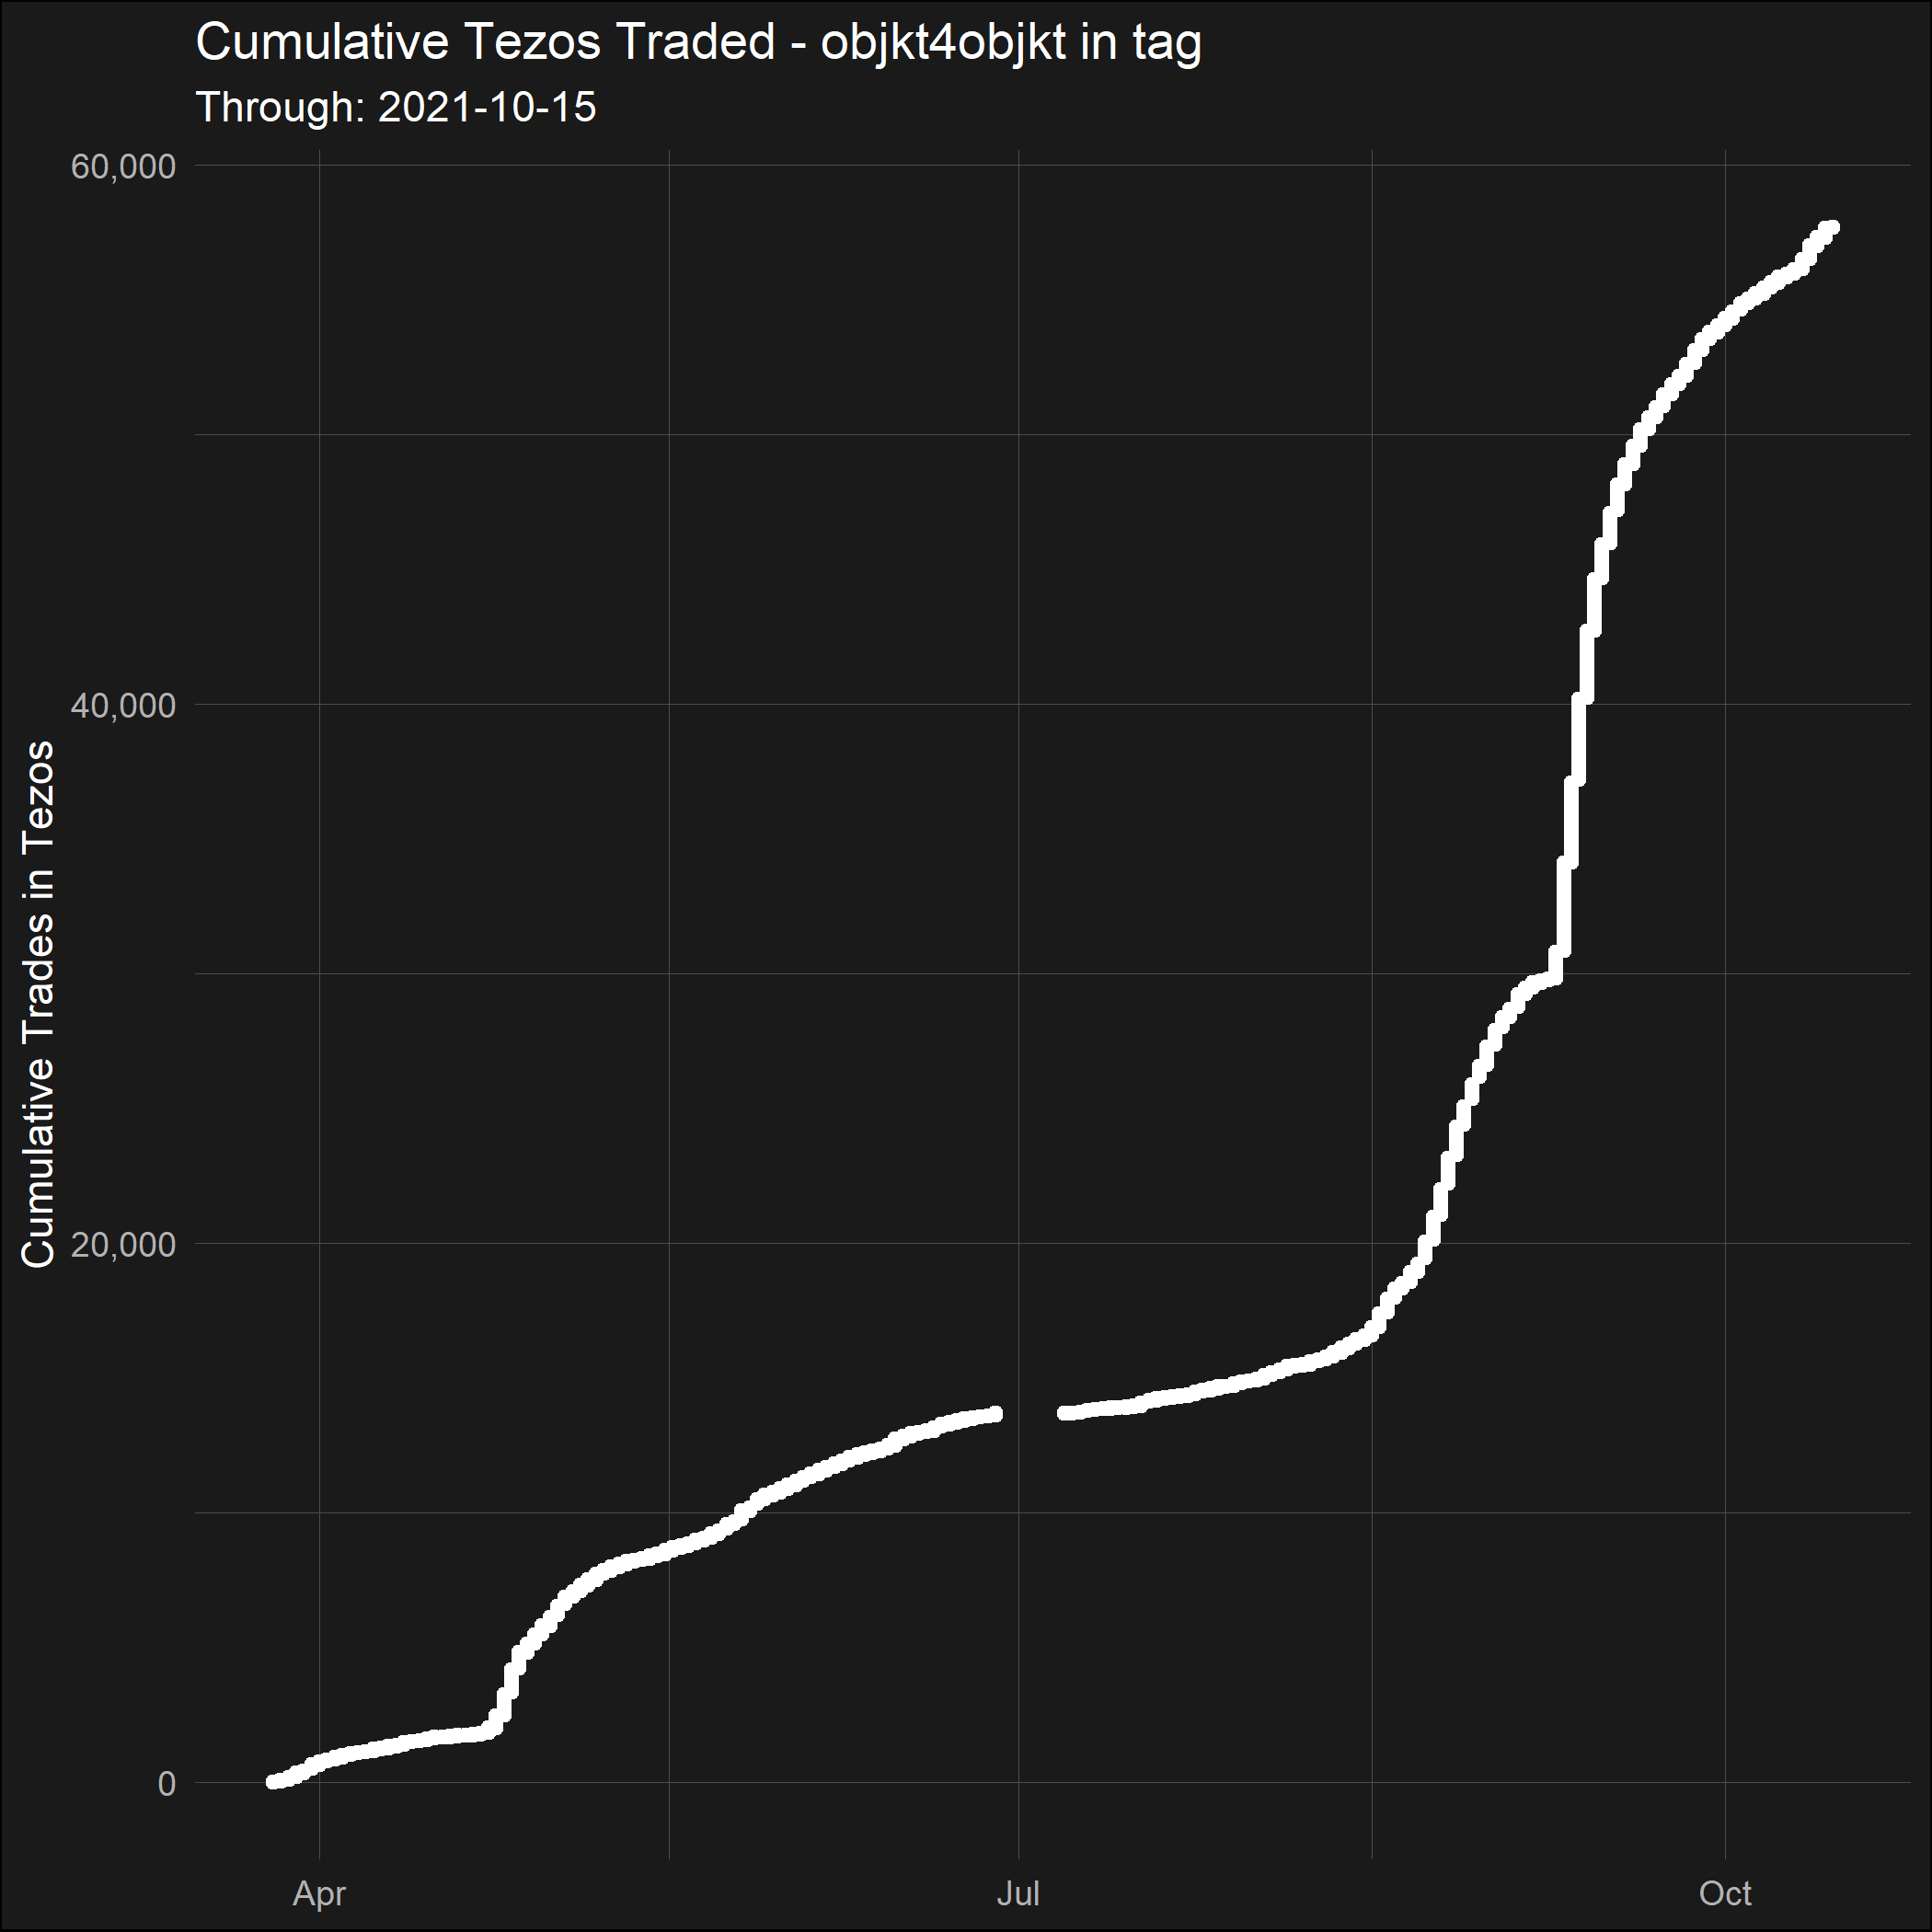 Cumulative Tezos Traded - objkt4objkt in tag
Through: 2021-10-15
60,000
40,000
20,000
0
Cumulative Trades in Tezos
Apr
Jul
Oct